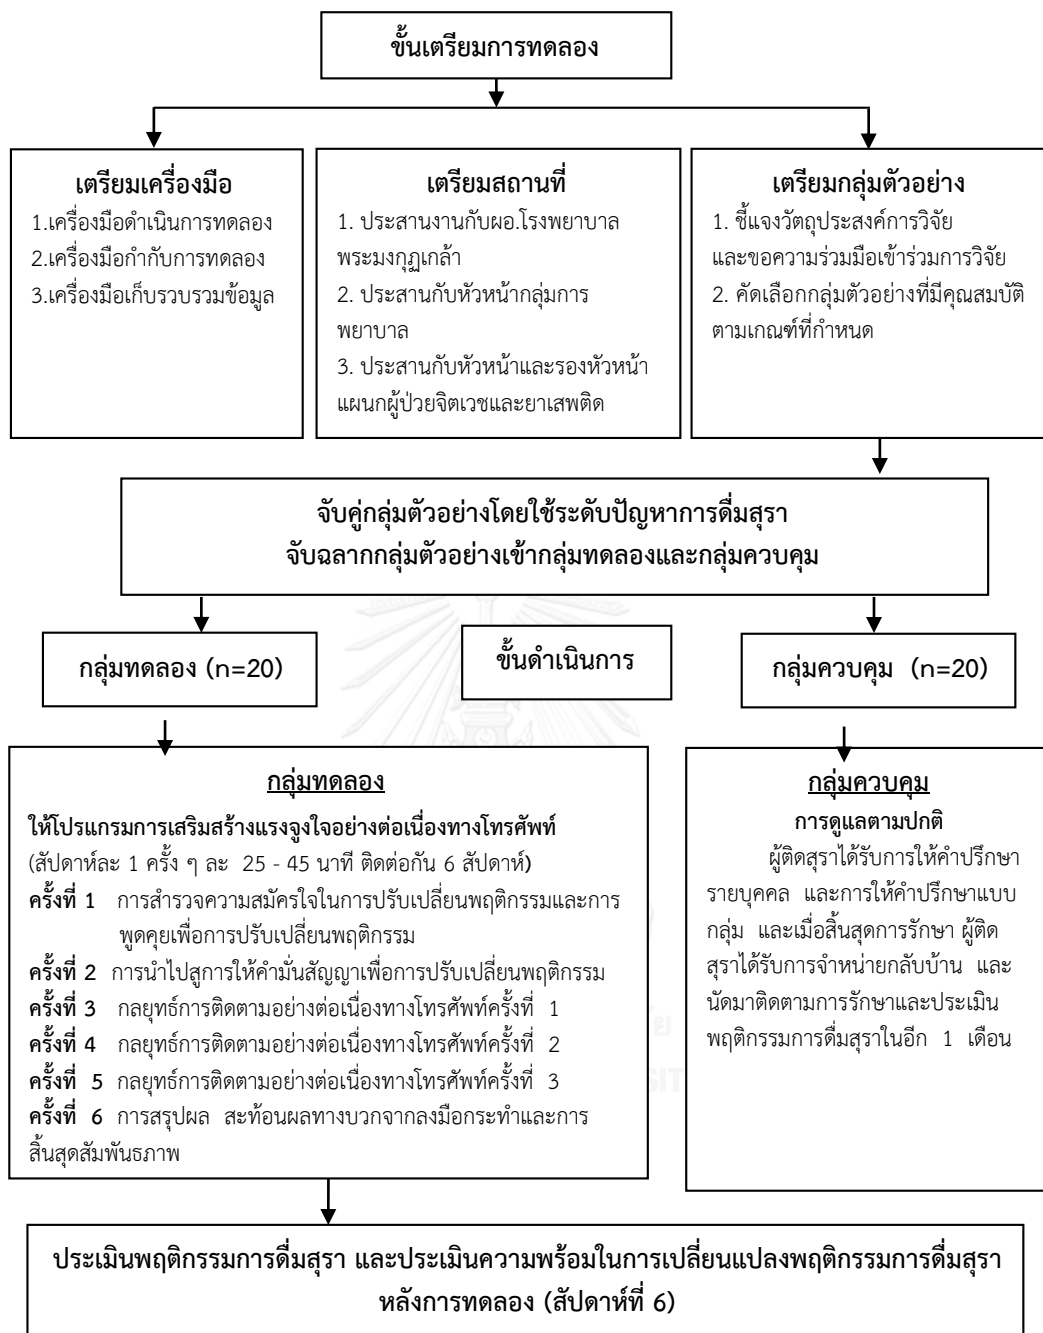 ขั้นเตรียมการทดลอง
เตรียมเครื่องมือ
1.เครื่องมือดำเนินการทดลอง
2.เครื่องมือกำกับการทดลอง
3.เครื่องมือเก็บรวบรวมข้อมูล
เตรียมสถานที่
1. ประสานงานกับผอ.โรงพยาบาล
พระมงกุฎเกล้า
2. ประสานกับหัวหน้ากลุ่มการ
พยาบาล
3. ประสานกับหัวหน้าและรองหัวหน้า
แผนกผู้ป่วยจิตเวชและยาเสพติด
เตรียมกลุ่มตัวอย่าง
1. ชี้แจงวัตถุประสงค์การวิจัย
และขอความร่วมมือเข้าร่วมการวิจัย
2. คัดเลือกกลุ่มตัวอย่างที่มีคุณสมบัติ
ตามเกณฑ์ที่กำหนด
จับคู่กลุ่มตัวอย่างโดยใช้ระดับปัญหาการดื่มสุรา
จับฉลากกลุ่มตัวอย่างเข้ากลุ่มทดลองและกลุ่มควบคุม
กลุ่มทดลอง (n=20)
ขั้นดำเนินการ
กลุ่มควบคุม (n=20)
กลุ่มทดลอง
ให้โปรแกรมการเสริมสร้างแรงจูงใจอย่างต่อเนื่องทางโทรศัพท์
(สัปดาห์ละ 1 ครั้ง ๆ ละ 25 - 45 นาที ติดต่อกัน 6 สัปดาห์)
ครั้งที่ 1 การสำรวจความสมัครใจในการปรับเปลี่ยนพฤติกรรมและการ
พูดคุยเพื่อการปรับเปลี่ยนพฤติกรรม
ครั้งที่ 2 การนำไปสู่การให้คำมั่นสัญญาเพื่อการปรับเปลี่ยนพฤติกรรม
ครั้งที่ 3 กลยุทธ์การติดตามอย่างต่อเนื่องทางโทรศัพท์ครั้งที่ 1
ครั้งที่ 4 กลยุทธ์การติดตามอย่างต่อเนื่องทางโทรศัพท์ครั้งที่ 2
ครั้งที่ 5 กลยุทธ์การติดตามอย่างต่อเนื่องทางโทรศัพท์ครั้งที่ 3
ครั้งที่ 6 การสรุปผล สะท้อนผลทางบวกจากลงมือกระทำและการ
สิ้นสุดสัมพันธภาพ
กลุ่มควบคุม
การดูแลตามปกติ
ผู้ติดสุราได้รับการให้คำปรึกษา
รายบุคคล และการให้คำปรึกษาแบบ
กลุ่ม และเมื่อสิ้นสุดการรักษา ผู้ติด
สุราได้รับการจำหน่ายกลับบ้าน และ
นัดมาติดตามการรักษาและประเมิน
พฤติกรรมการดื่มสุราในอีก 1 เดือน
ประเมินพฤติกรรมการดื่มสุรา และประเมินความพร้อมในการเปลี่ยนแปลงพฤติกรรมการดื่มสุรา
หลังการทดลอง (สัปดาห์ที่ 6)